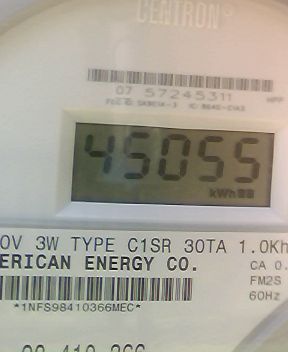 CENTRON®
07 57245311
45055
kWh
0V 3W TYPE C1SR 30TA 1.0Kh
ERICAN ENERGY CO.
CA 0.
FM2S
60Hz
*1NFS98410366MEC*